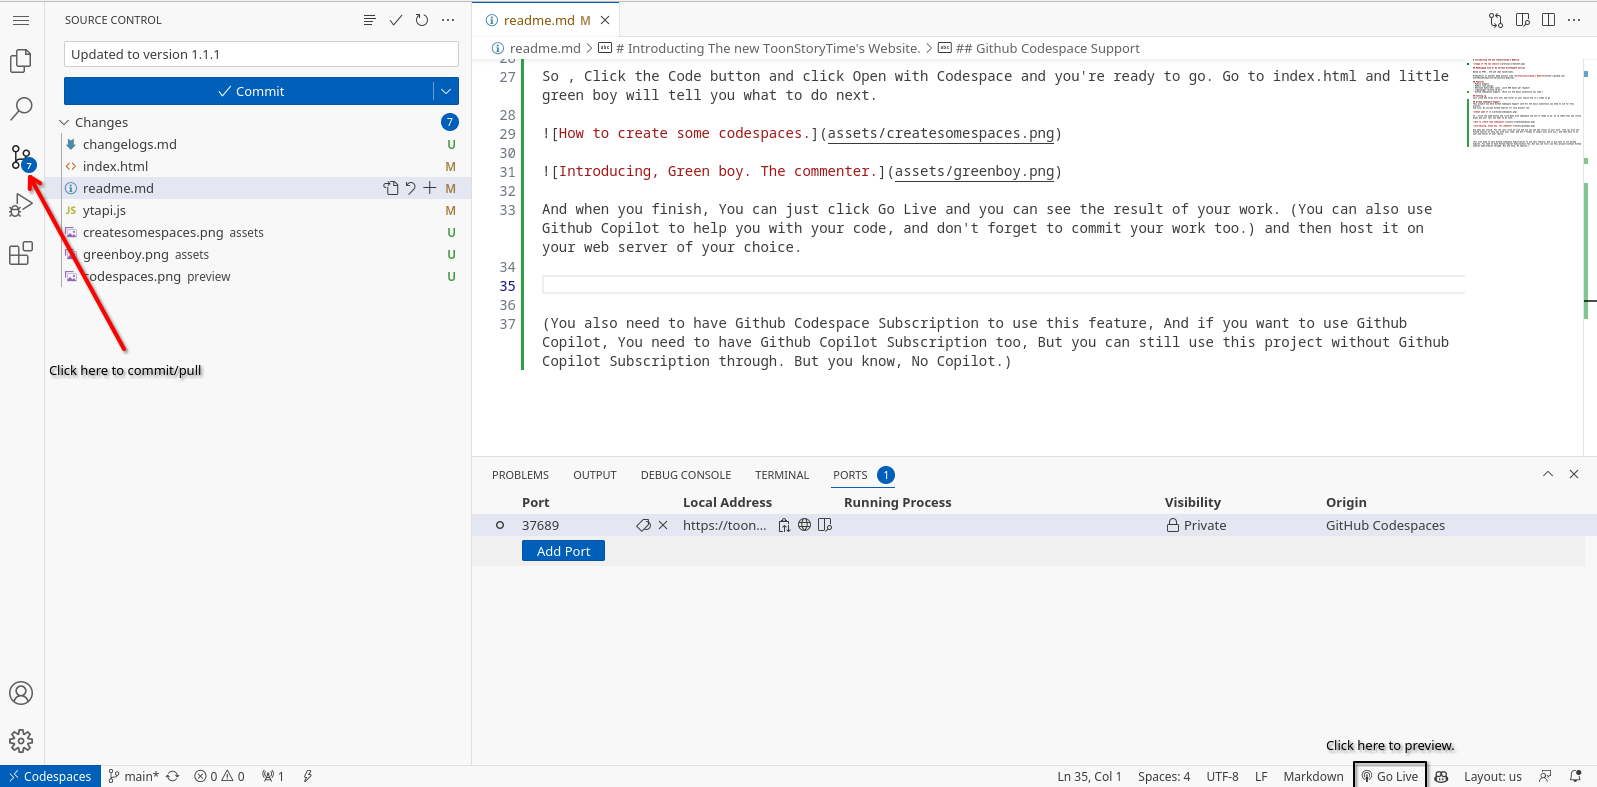 SOURCE CONTROL
Updated to version 1.1.1
Commit
Changes 7
changelogs.md U
index.html M
readme.md M
JS ytapi.js M
createsomespaces.png assets U
greenboy.png assets U
codespaces.png preview U
7
Click here to commit/pull
readme.md M
readme.md > # Introducting The new ToonStoryTime's Website. > ## Github Codespace Support
27 So , Click the Code button and click Open with Codespace and you're ready to go. Go to index.html and little
green boy will tell you what to do next.
28
29 ![How to create some codespaces.](assets/createsomespaces.png)
30
31 ![Introducing, Green boy. The commenter.](assets/greenboy.png)
32
33 And when you finish, You can just click Go Live and you can see the result of your work. (You can also use
Github Copilot to help you with your code, and don't forget to commit your work too.) and then host it on
your web server of your choice.
34
35
36
37 (You also need to have Github Codespace Subscription to use this feature, And if you want to use Github
Copilot, You need to have Github Copilot Subscription too, But you can still use this project without Github
Copilot Subscription through. But you know, No Copilot.)
PROBLEMS OUTPUT DEBUG CONSOLE TERMINAL PORTS 1
Port Local Address Running Process Visibility Origin
37689 https://toon... Private GitHub Codespaces
Add Port
Click here to preview.
Codespaces main* 0 0 1 Ln 35, Col 1 Spaces: 4 UTF-8 LF Markdown Go Live Layout: us